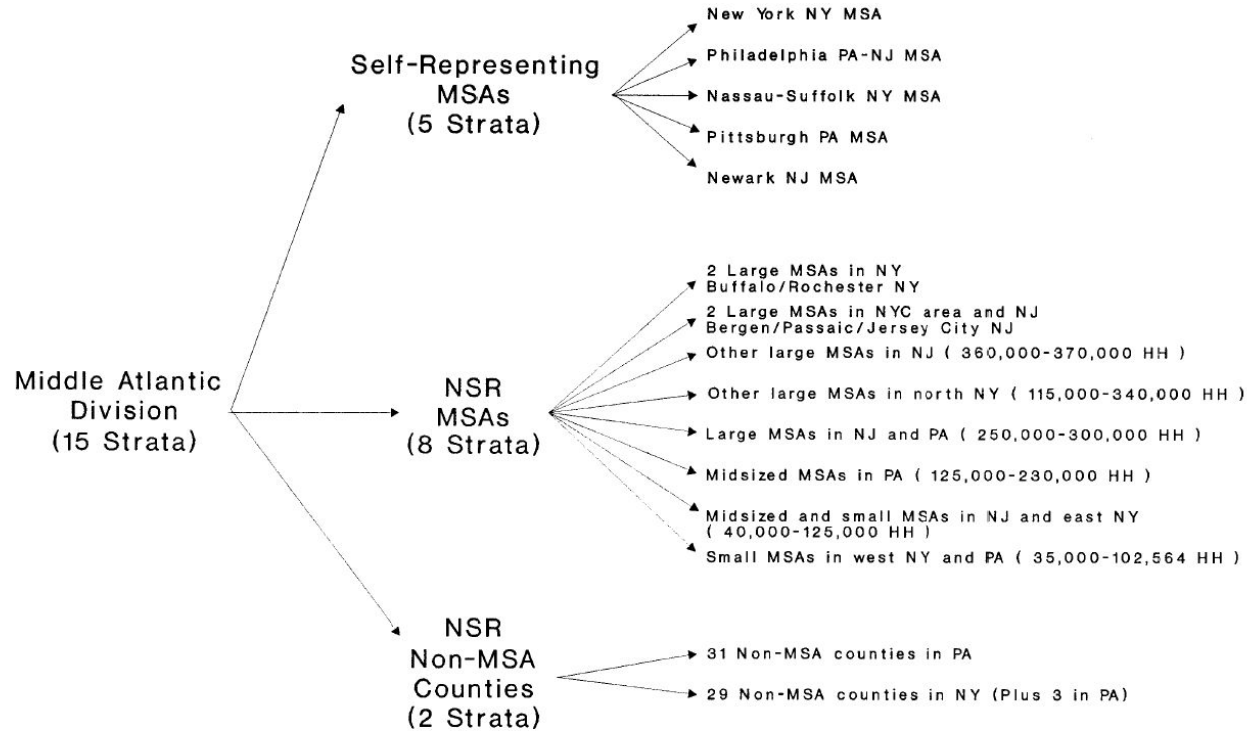 Middle Atlantic
Division
(15 Strata)
Self-Representing
MSAs
(5 Strata)
New York NY MSA
Philadelphia PA-NJ MSA
Nassau-Suffolk NY MSA
Pittsburgh PA MSA
Newark NJ MSA
NSR
MSAs
(8 Strata)
2 Large MSAs in NY
Buffalo/Rochester NY
2 Large MSAs in NYC area and NJ
Bergen/Passaic/Jersey City NJ
Other large MSAs in NJ ( 360,000-370,000 HH )
Other large MSAs in north NY ( 115,000-340,000 HH )
Large MSAs in NJ and PA ( 250,000-300,000 HH )
Midsized MSAs in PA ( 125,000-230,000 HH )
Midsized and small MSAs in NJ and east NY
( 40,000-125,000 HH )
Small MSAs in west NY and PA ( 35,000-102,564 HH )
NSR
Non-MSA
Counties
(2 Strata)
31 Non-MSA counties in PA
29 Non-MSA counties in NY (Plus 3 in PA)